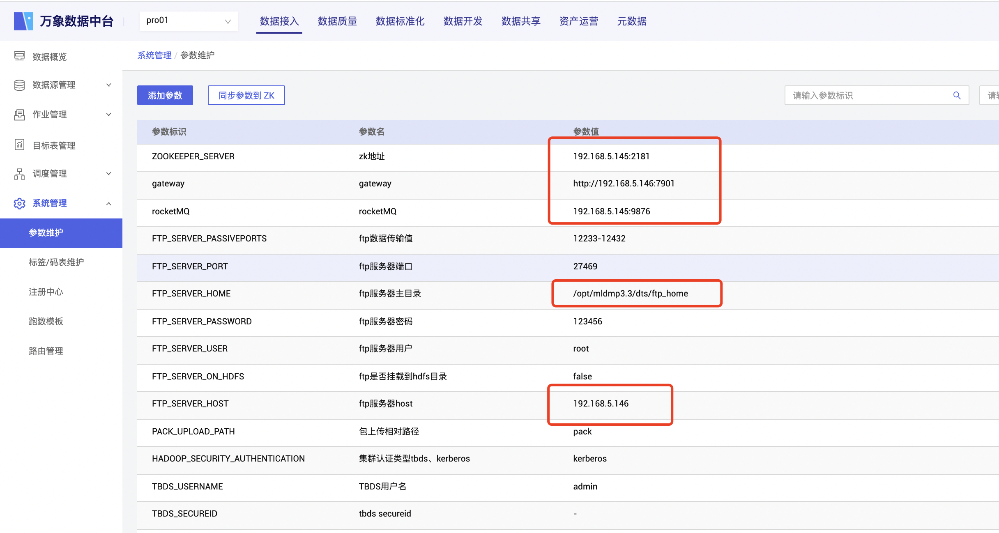 万象数据中台
pro01
数据接入 数据质量 数据标准化 数据开发 数据共享 资产运营 元数据
数据概览
数据源管理
作业管理
目标表管理
调度管理
系统管理
参数维护
标签/码表维护
注册中心
跑数模板
路由管理
系统管理 / 参数维护
添加参数 同步参数到 ZK 请输入参数标识 请输
参数标识 参数名 参数值
ZOOKEEPER_SERVER zk地址 192.168.5.145:2181
gateway gateway http://192.168.5.146:7901
rocketMQ rocketMQ 192.168.5.145:9876
FTP_SERVER_PASSIVEPORTS ftp数据传输值 12233-12432
FTP_SERVER_PORT ftp服务器端口 27469
FTP_SERVER_HOME ftp服务器主目录 /opt/mldmp3.3/dts/ftp_home
FTP_SERVER_PASSWORD ftp服务器密码 123456
FTP_SERVER_USER ftp服务器用户 root
FTP_SERVER_ON_HDFS ftp是否挂载到hdfs目录 false
FTP_SERVER_HOST ftp服务器host 192.168.5.146
PACK_UPLOAD_PATH 包上传相对路径 pack
HADOOP_SECURITY_AUTHENTICATION 集群认证类型tbds、kerberos kerberos
TBDS_USERNAME TBDS用户名 admin
TBDS_SECUREID tbds secureid -